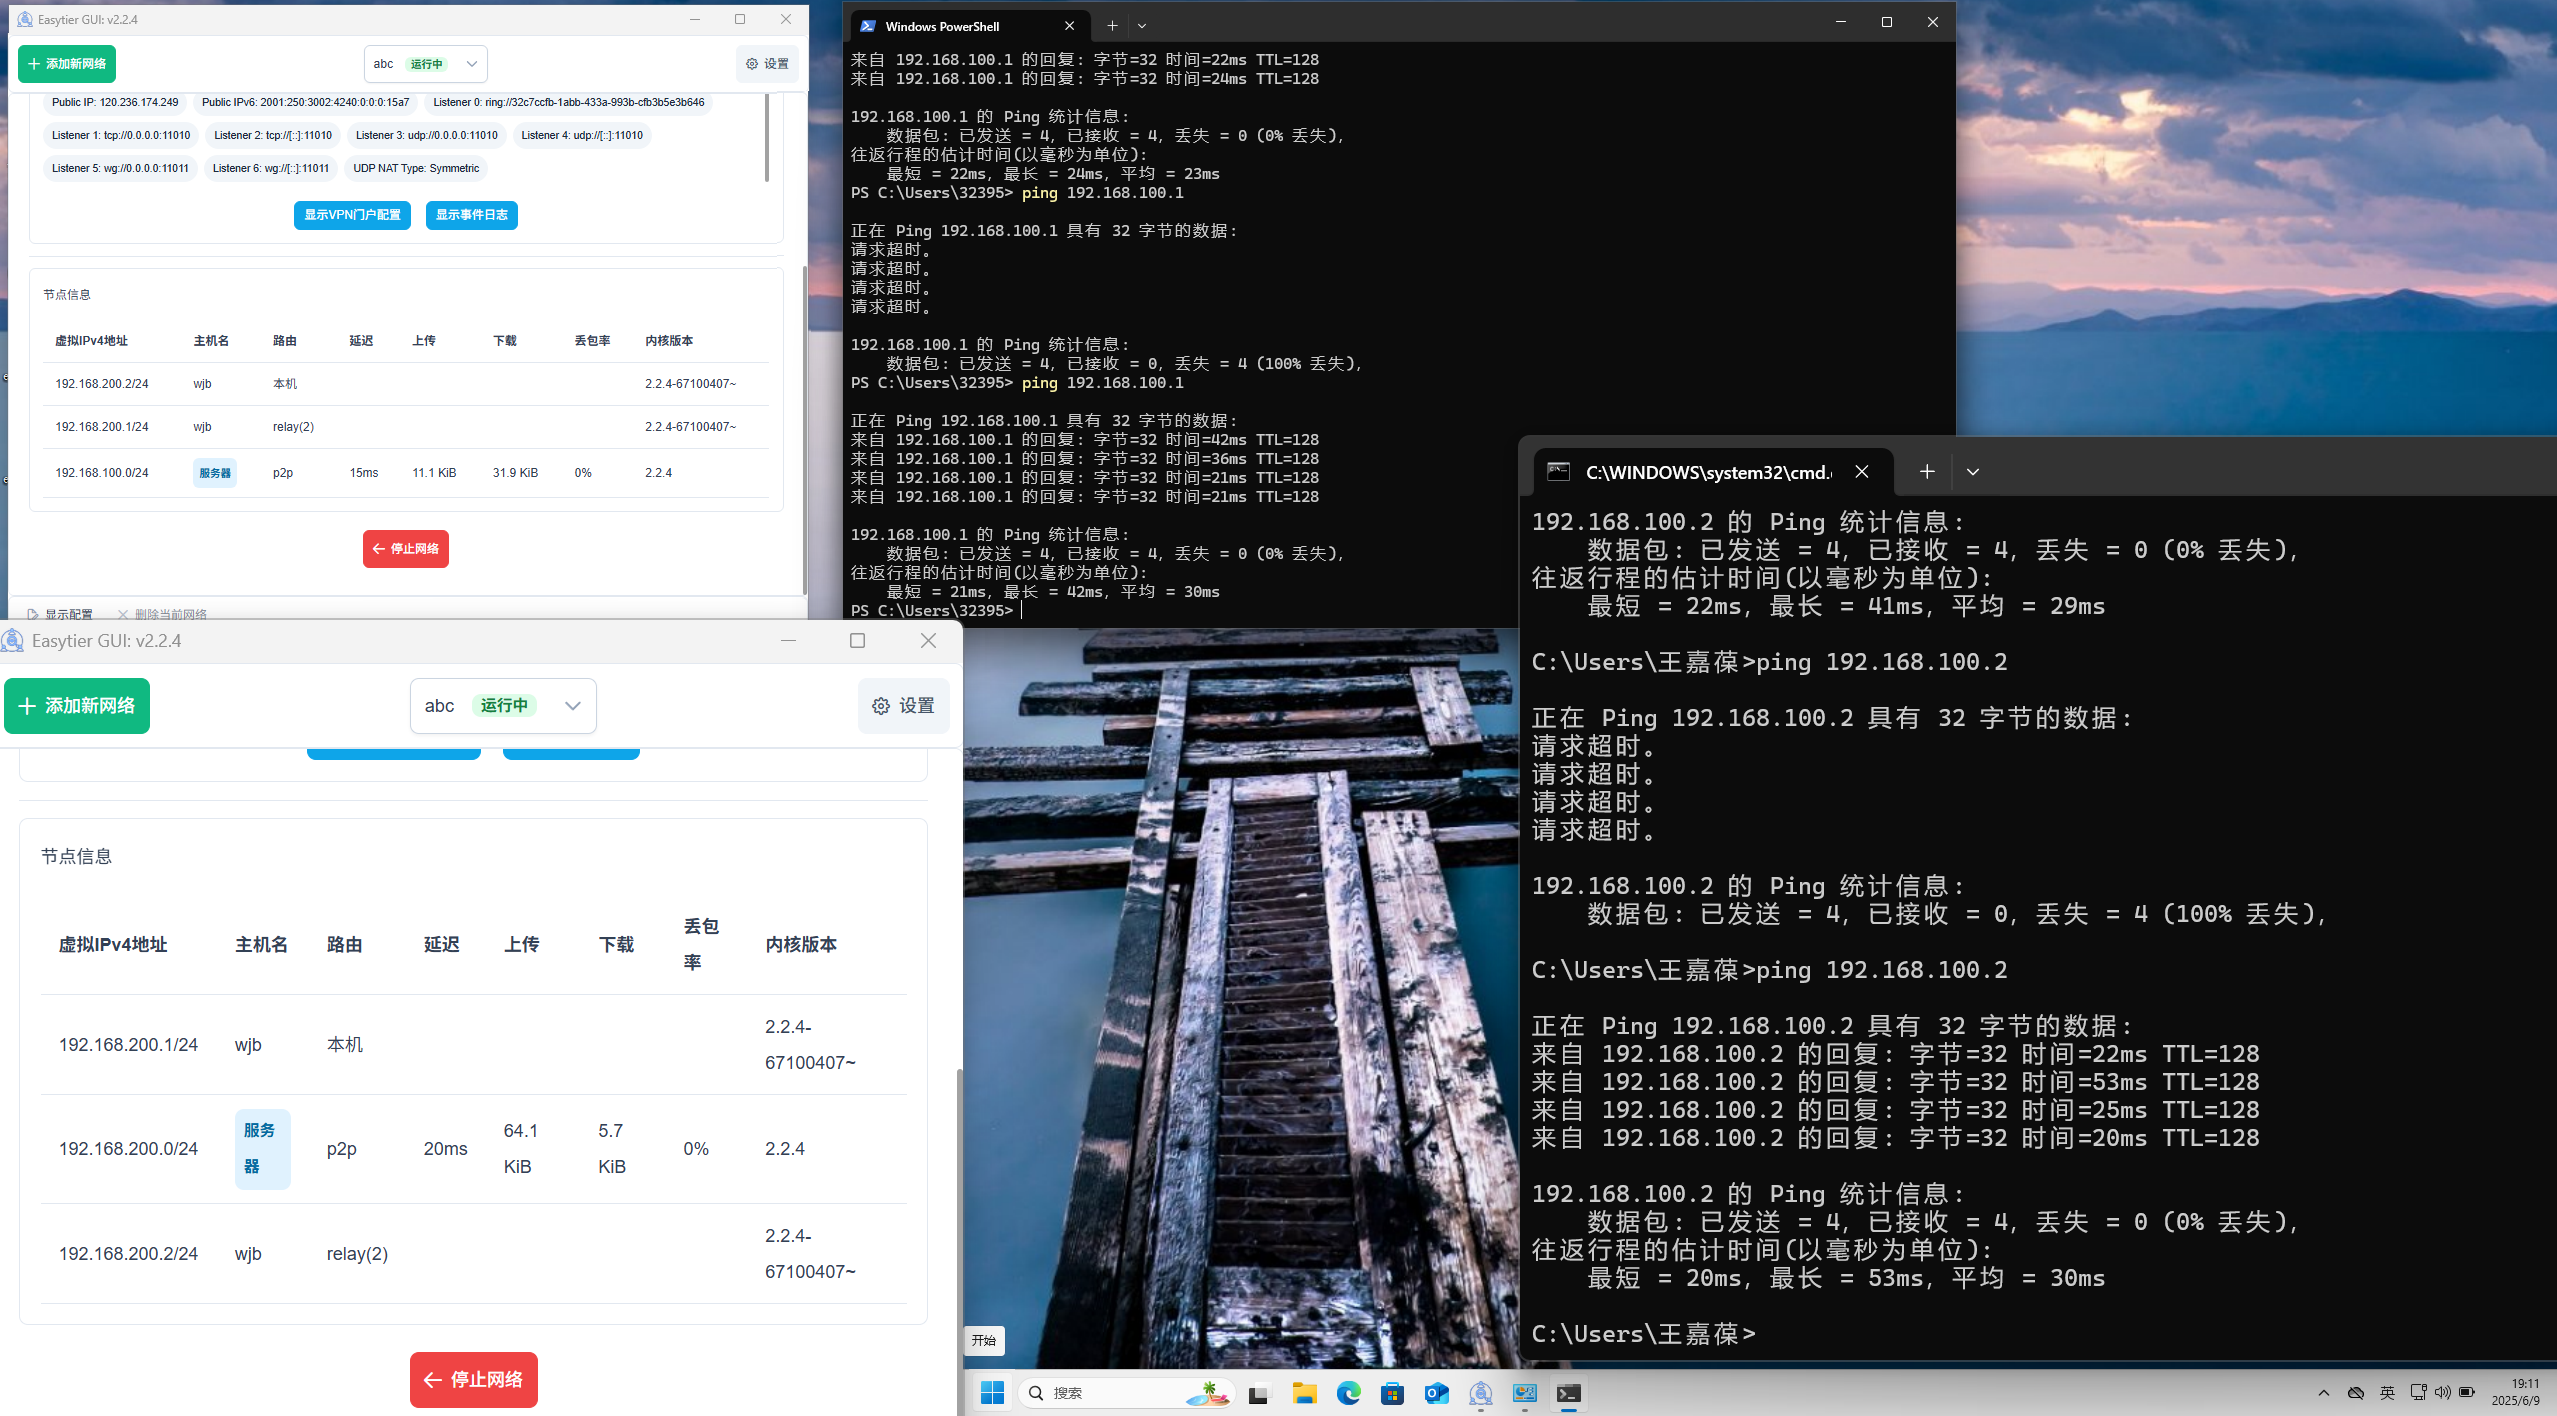 Easytier GUI: v2.2.4
添加新网络
abc 运行中
设置
Public IP: 120.236.174.249
Public IPv6: 2001:250:3002:4240:0:0:0:15a7
Listener 0: ring://32c7ccfb-1abb-433a-993b-cfb3b5e3b646
Listener 1: tcp://0.0.0.0:11010
Listener 2: tcp://[::]:11010
Listener 3: udp://0.0.0.0:11010
Listener 4: udp://[::]:11010
Listener 5: wg://0.0.0.0:11011
Listener 6: wg://[::]:11011
UDP NAT Type: Symmetric
显示VPN门户配置
显示事件日志
节点信息
虚拟IPv4地址 主机名 路由 延迟 上传 下载 丢包率 内核版本
192.168.200.2/24 wjb 本机 2.2.4-67100407~
192.168.200.1/24 wjb relay(2) 2.2.4-67100407~
192.168.100.0/24 服务器 p2p 15ms 11.1 KiB 31.9 KiB 0% 2.2.4
停止网络
显示配置
删除当前网络
Windows PowerShell
来自 192.168.100.1 的回复: 字节=32 时间=22ms TTL=128
来自 192.168.100.1 的回复: 字节=32 时间=24ms TTL=128
192.168.100.1 的 Ping 统计信息:
数据包: 已发送 = 4，已接收 = 4，丢失 = 0 (0% 丢失)，
往返行程的估计时间(以毫秒为单位):
最短 = 22ms，最长 = 24ms，平均 = 23ms
PS C:\Users\32395> ping 192.168.100.1
正在 Ping 192.168.100.1 具有 32 字节的数据:
请求超时。
请求超时。
请求超时。
请求超时。
192.168.100.1 的 Ping 统计信息:
数据包: 已发送 = 4，已接收 = 0，丢失 = 4 (100% 丢失)，
PS C:\Users\32395> ping 192.168.100.1
正在 Ping 192.168.100.1 具有 32 字节的数据:
来自 192.168.100.1 的回复: 字节=32 时间=42ms TTL=128
来自 192.168.100.1 的回复: 字节=32 时间=36ms TTL=128
来自 192.168.100.1 的回复: 字节=32 时间=21ms TTL=128
来自 192.168.100.1 的回复: 字节=32 时间=21ms TTL=128
192.168.100.1 的 Ping 统计信息:
数据包: 已发送 = 4，已接收 = 4，丢失 = 0 (0% 丢失)，
往返行程的估计时间(以毫秒为单位):
最短 = 21ms，最长 = 42ms，平均 = 30ms
PS C:\Users\32395>
Easytier GUI: v2.2.4
添加新网络
abc 运行中
设置
节点信息
虚拟IPv4地址 主机名 路由 延迟 上传 下载 丢包率 内核版本
192.168.200.1/24 wjb 本机 2.2.4-67100407~
192.168.200.0/24 服务器 p2p 20ms 64.1 KiB 5.7 KiB 0% 2.2.4
192.168.200.2/24 wjb relay(2) 2.2.4-67100407~
停止网络
C:\WINDOWS\system32\cmd.
192.168.100.2 的 Ping 统计信息:
数据包: 已发送 = 4，已接收 = 4，丢失 = 0 (0% 丢失)，
往返行程的估计时间(以毫秒为单位):
最短 = 22ms，最长 = 41ms，平均 = 29ms
C:\Users\王嘉葆>ping 192.168.100.2
正在 Ping 192.168.100.2 具有 32 字节的数据:
请求超时。
请求超时。
请求超时。
请求超时。
192.168.100.2 的 Ping 统计信息:
数据包: 已发送 = 4，已接收 = 0，丢失 = 4 (100% 丢失)，
C:\Users\王嘉葆>ping 192.168.100.2
正在 Ping 192.168.100.2 具有 32 字节的数据:
来自 192.168.100.2 的回复: 字节=32 时间=22ms TTL=128
来自 192.168.100.2 的回复: 字节=32 时间=53ms TTL=128
来自 192.168.100.2 的回复: 字节=32 时间=25ms TTL=128
来自 192.168.100.2 的回复: 字节=32 时间=20ms TTL=128
192.168.100.2 的 Ping 统计信息:
数据包: 已发送 = 4，已接收 = 4，丢失 = 0 (0% 丢失)，
往返行程的估计时间(以毫秒为单位):
最短 = 20ms，最长 = 53ms，平均 = 30ms
C:\Users\王嘉葆>
开始
搜索
英
19:11
2025/6/9